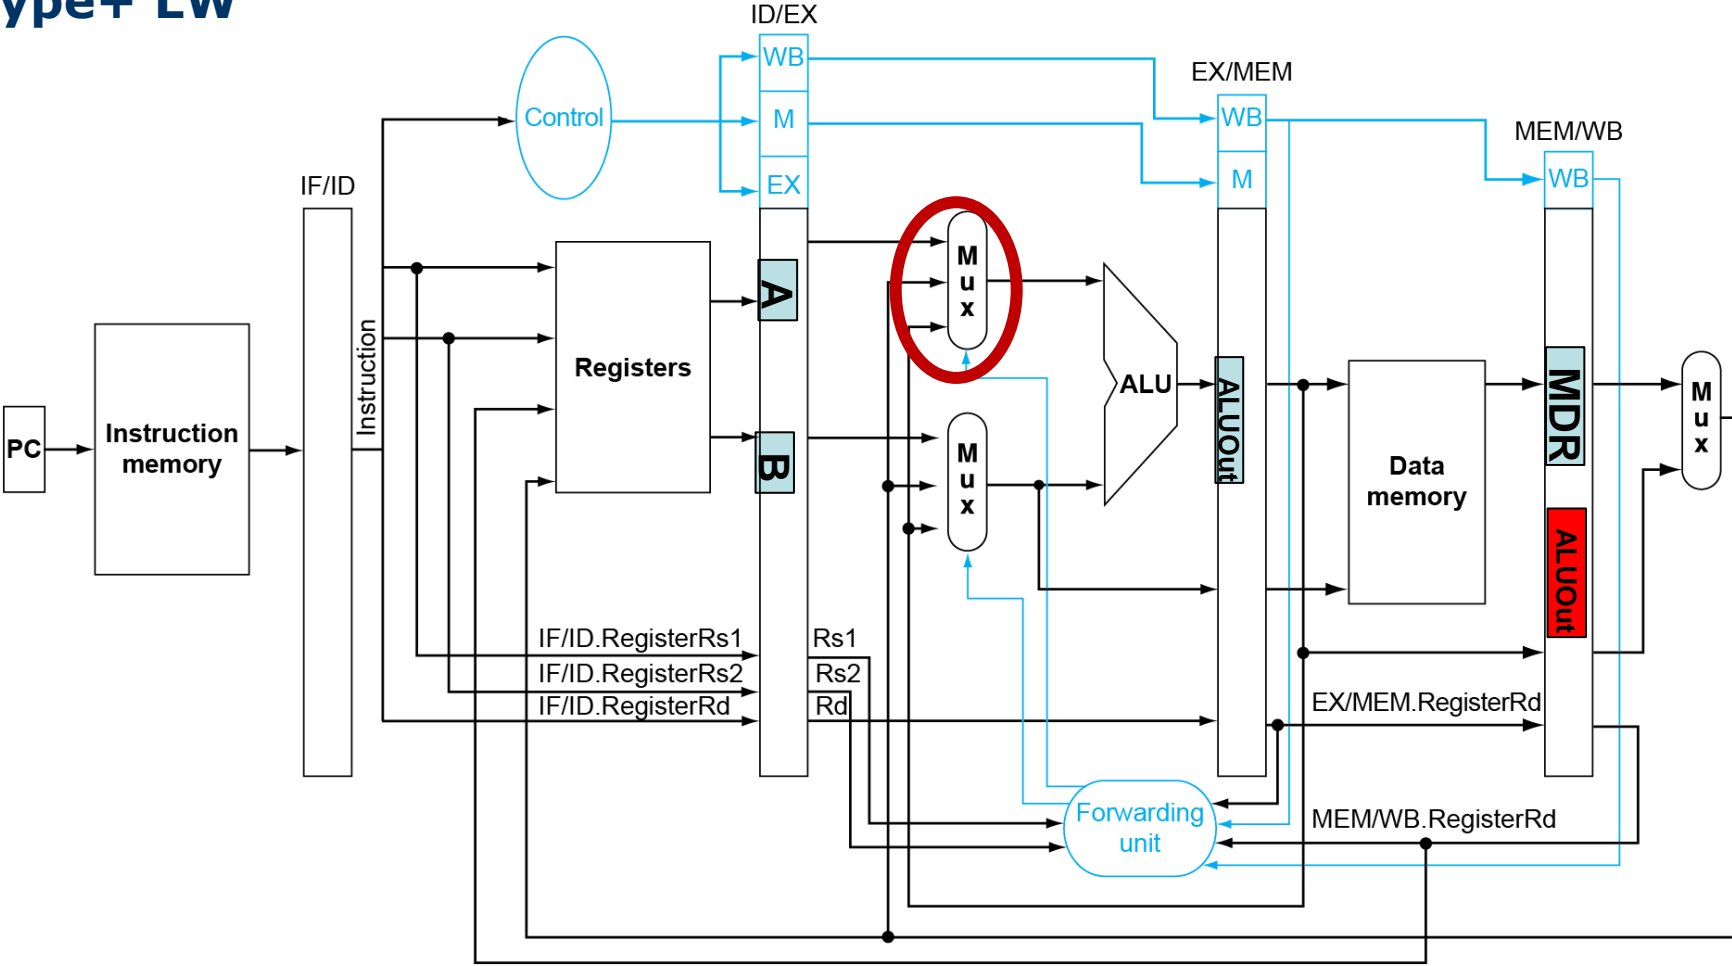 ype+ LW
ID/EX
WB
M
EX
Control
EX/MEM
WB
M
MEM/WB
WB
IF/ID
PC
Instruction
memory
Instruction
Registers
A
B
M
u
x
M
u
x
ALU
ALUOut
Data
memory
MDR
ALUOut
M
u
x
IF/ID.RegisterRs1
IF/ID.RegisterRs2
IF/ID.RegisterRd
Rs1
Rs2
Rd
EX/MEM.RegisterRd
Forwarding
unit
MEM/WB.RegisterRd